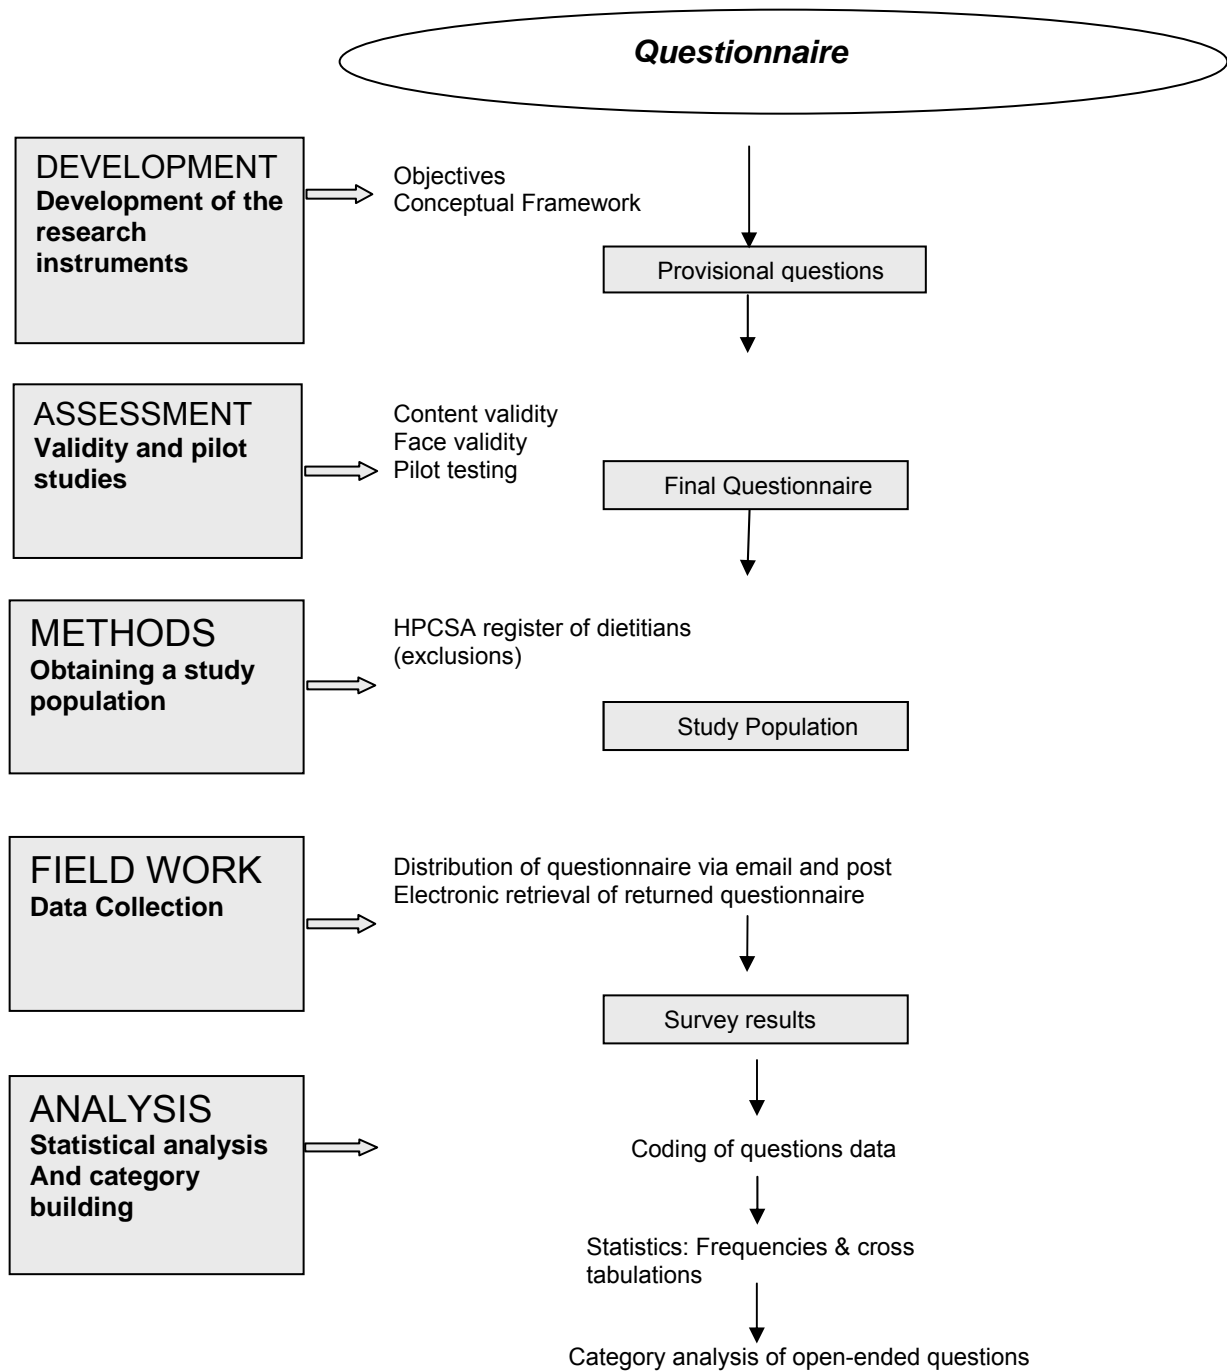 Questionnaire
DEVELOPMENT
Development of the
research
instruments
Objectives
Conceptual Framework
Provisional questions
ASSESSMENT
Validity and pilot
studies
Content validity
Face validity
Pilot testing
Final Questionnaire
METHODS
Obtaining a study
population
HPCSA register of dietitians
(exclusions)
Study Population
FIELD WORK
Data Collection
Distribution of questionnaire via email and post
Electronic retrieval of returned questionnaire
Survey results
ANALYSIS
Statistical analysis
And category
building
Coding of questions data
Statistics: Frequencies & cross
tabulations
Category analysis of open-ended questions